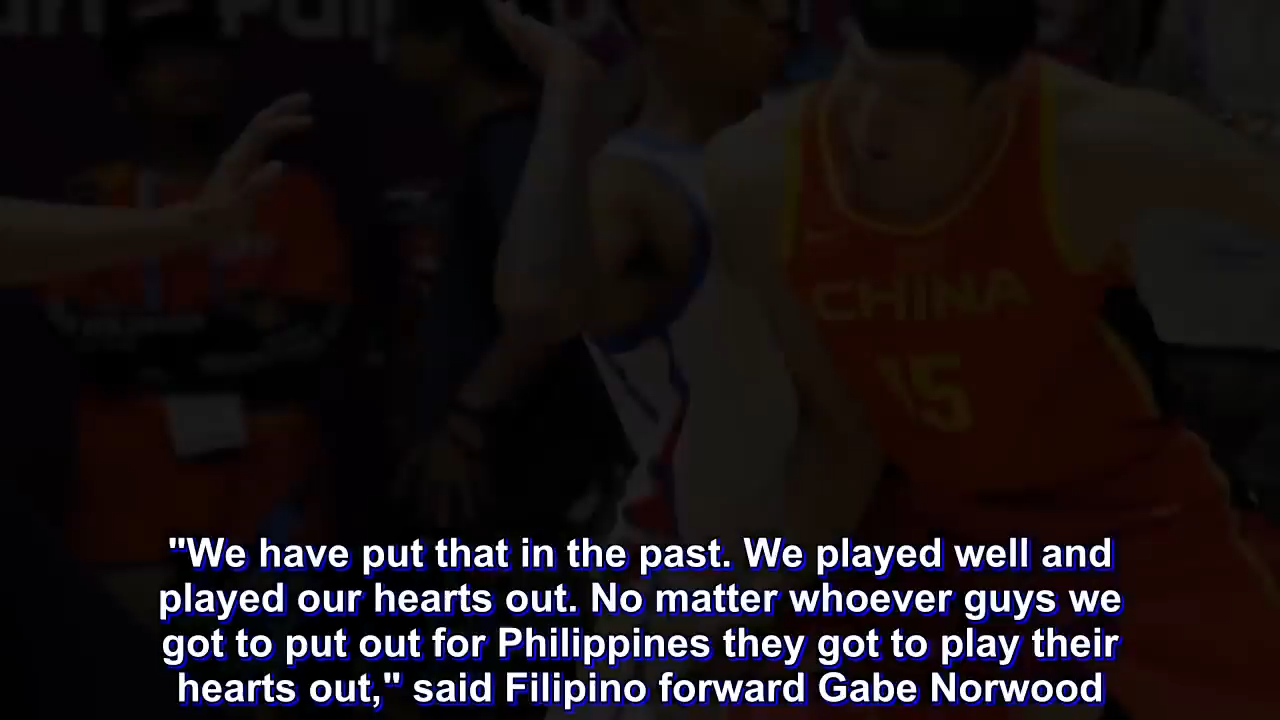 CHINA
15
"We have put that in the past. We played well and
played our hearts out. No matter whoever guys we
got to put out for Philippines they got to play their
hearts out," said Filipino forward Gabe Norwood